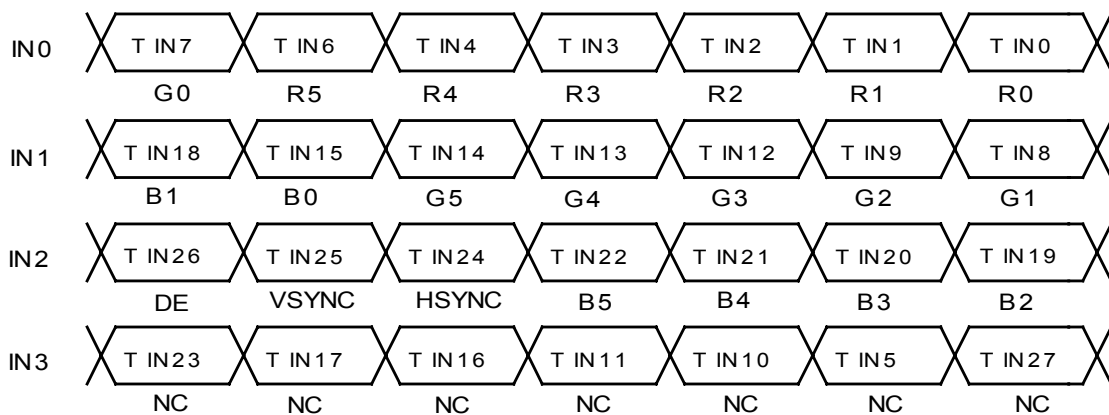 IN0 T IN7 T IN6 T IN4 T IN3 T IN2 T IN1 T IN0
G0 R5 R4 R3 R2 R1 R0
IN1 T IN18 T IN15 T IN14 T IN13 T IN12 T IN9 T IN8
B1 B0 G5 G4 G3 G2 G1
IN2 T IN26 T IN25 T IN24 T IN22 T IN21 T IN20 T IN19
DE VSYNC HSYNC B5 B4 B3 B2
IN3 T IN23 T IN17 T IN16 T IN11 T IN10 T IN5 T IN27
NC NC NC NC NC NC NC